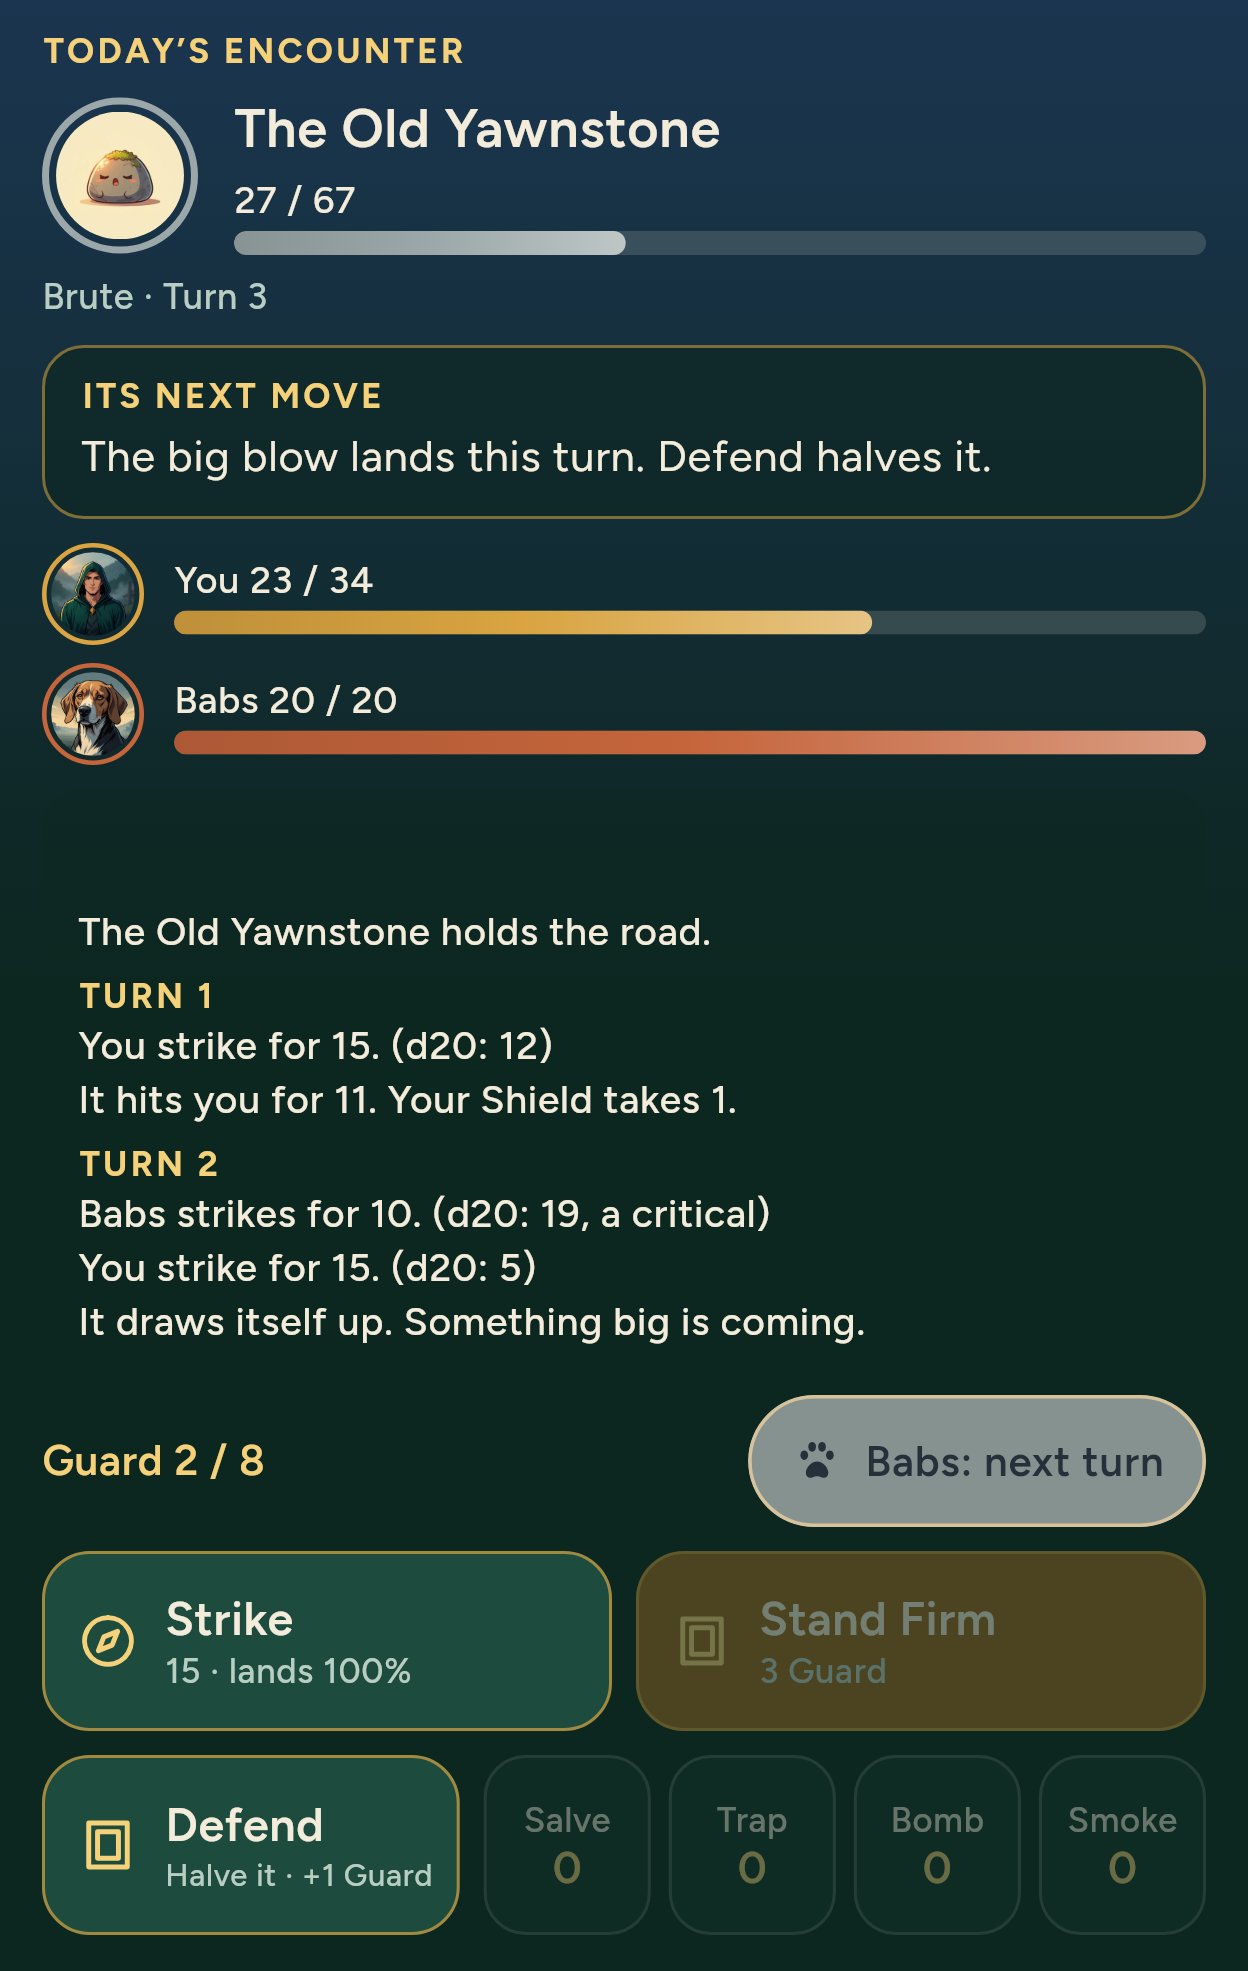 TODAY’S ENCOUNTER
The Old Yawnstone
27 / 67
Brute · Turn 3
ITS NEXT MOVE
The big blow lands this turn. Defend halves it.
You 23 / 34
Babs 20 / 20
The Old Yawnstone holds the road.
TURN 1
You strike for 15. (d20: 12)
It hits you for 11. Your Shield takes 1.
TURN 2
Babs strikes for 10. (d20: 19, a critical)
You strike for 15. (d20: 5)
It draws itself up. Something big is coming.
Guard 2 / 8
Babs: next turn
Strike
15 · lands 100%
Stand Firm
3 Guard
Defend
Halve it · +1 Guard
Salve
0
Trap
0
Bomb
0
Smoke
0